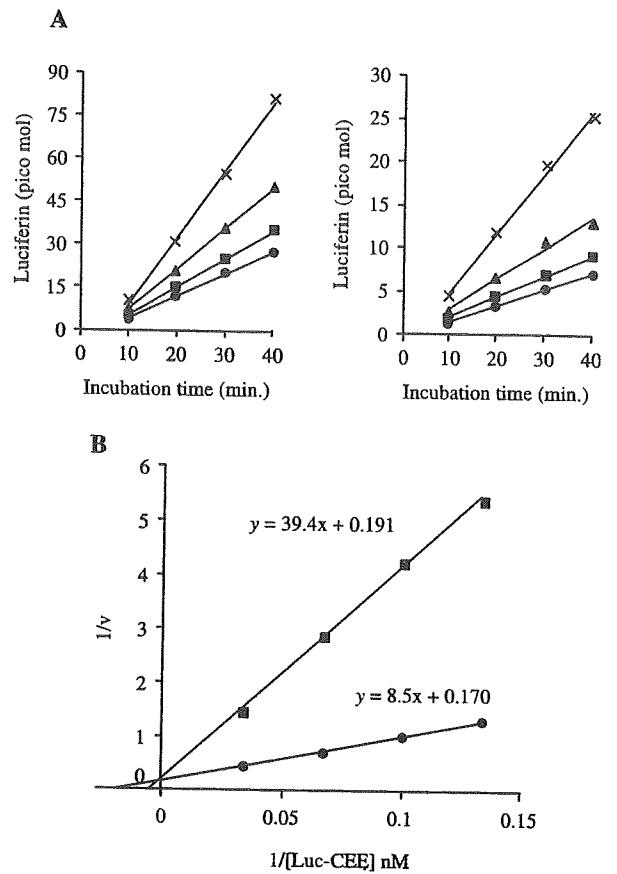 A
90
75
60
45
30
15
0
Luciferin (pico mol)
0 10 20 30 40
Incubation time (min.)
30
25
20
15
10
5
0
Luciferin (pico mol)
0 10 20 30 40
Incubation time (min.)
B
6
5
4
3
2
1
0
1/v
y = 39.4x + 0.191
y = 8.5x + 0.170
0 0.05 0.1 0.15
1/[Luc-CEE] nM